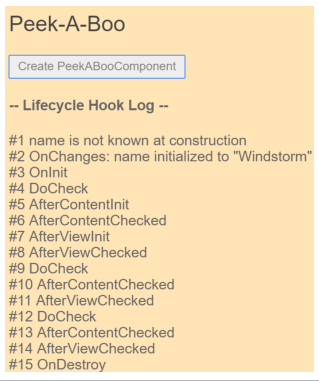 Peek-A-Boo
Create PeekABooComponent
-- Lifecycle Hook Log --
#1 name is not known at construction
#2 OnChanges: name initialized to "Windstorm"
#3 OnInit
#4 DoCheck
#5 AfterContentInit
#6 AfterContentChecked
#7 AfterViewInit
#8 AfterViewChecked
#9 DoCheck
#10 AfterContentChecked
#11 AfterViewChecked
#12 DoCheck
#13 AfterContentChecked
#14 AfterViewChecked
#15 OnDestroy